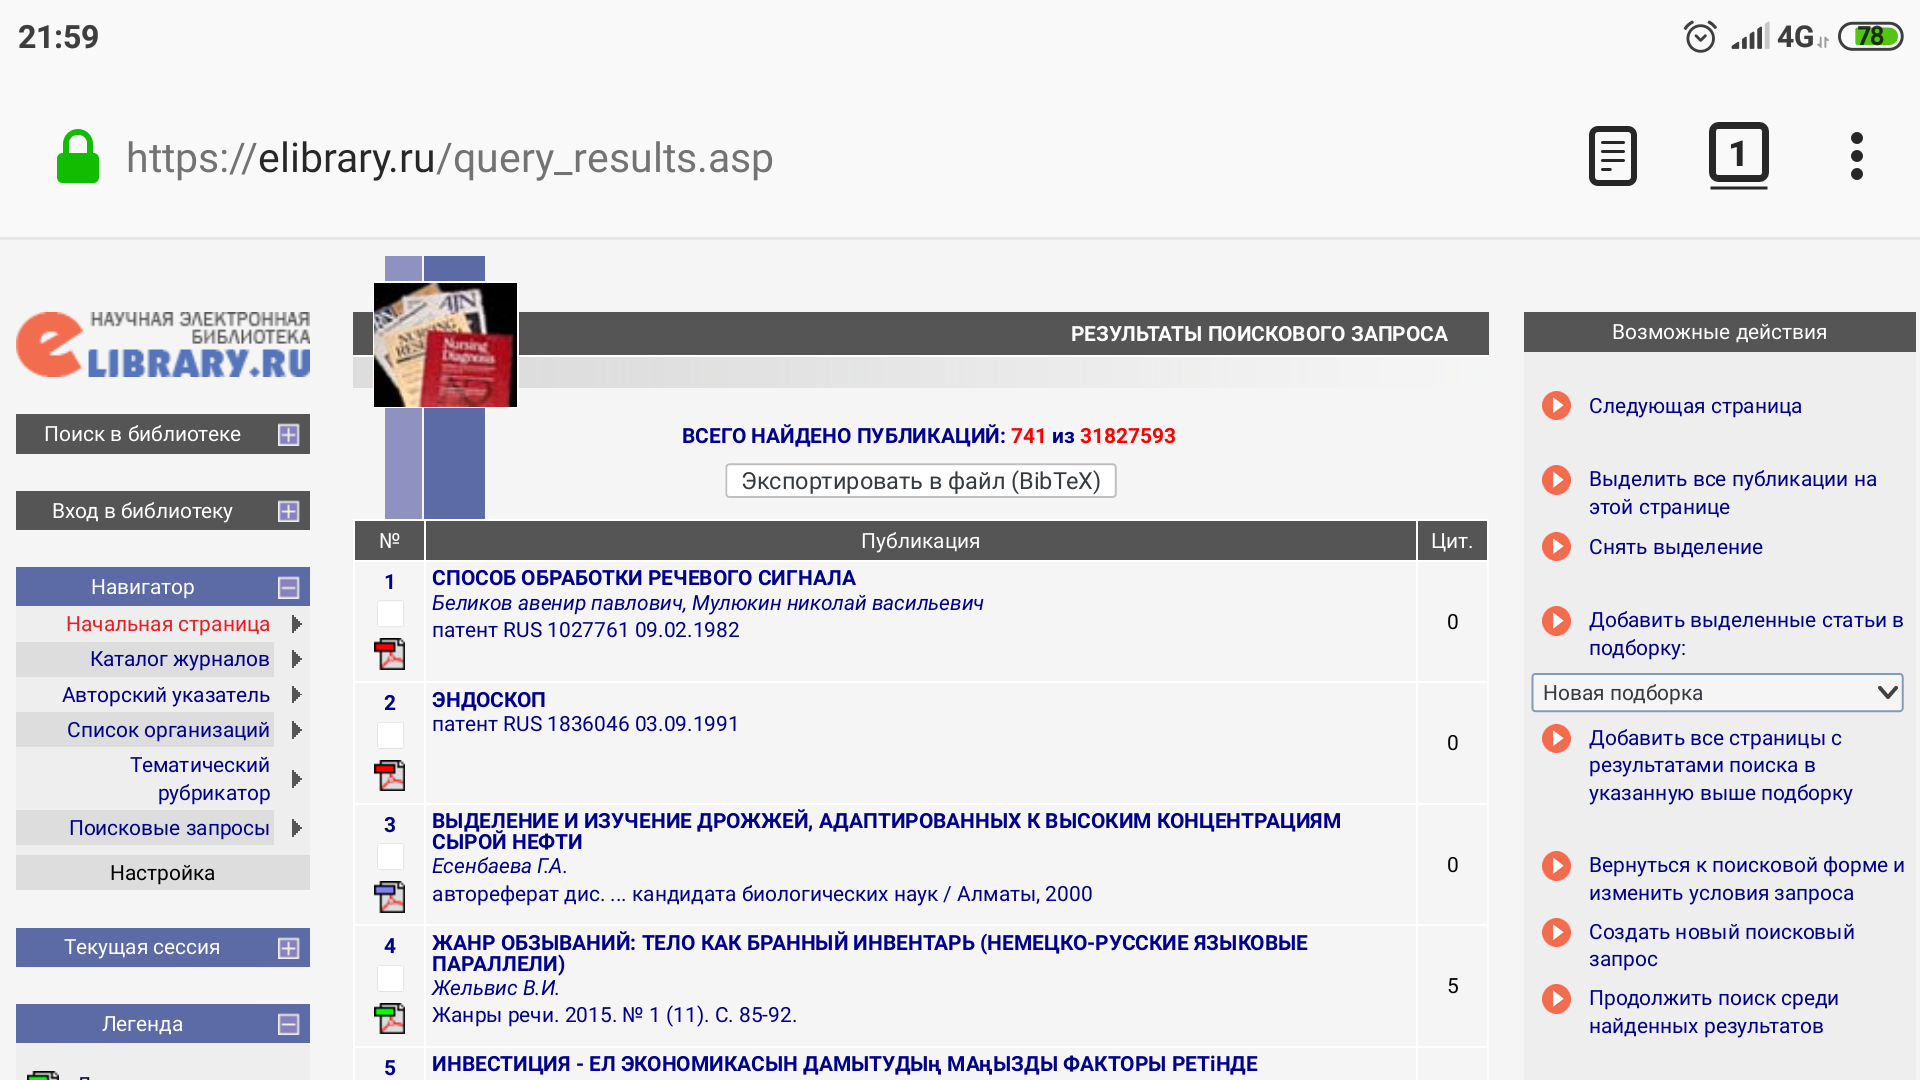 21:59
4G
78
https://elibrary.ru/query_results.asp
1
НАУЧНАЯ ЭЛЕКТРОННАЯ
БИБЛИОТЕКА
eLIBRARY.RU
Поиск в библиотеке
Вход в библиотеку
Навигатор
Начальная страница
Каталог журналов
Авторский указатель
Список организаций
Тематический
рубрикатор
Поисковые запросы
Настройка
Текущая сессия
Легенда
AJN
Nursing
Diagnosis
РЕЗУЛЬТАТЫ ПОИСКОВОГО ЗАПРОСА
ВСЕГО НАЙДЕНО ПУБЛИКАЦИЙ: 741 из 31827593
Экспортировать в файл (BibTeX)
№ Публикация Цит.
1 СПОСОБ ОБРАБОТКИ РЕЧЕВОГО СИГНАЛА
Беликов авенир павлович, Мулюкин николай васильевич
патент RUS 1027761 09.02.1982
0
2 ЭНДОСКОП
патент RUS 1836046 03.09.1991
0
3 ВЫДЕЛЕНИЕ И ИЗУЧЕНИЕ ДРОЖЖЕЙ, АДАПТИРОВАННЫХ К ВЫСОКИМ КОНЦЕНТРАЦИЯМ
СЫРОЙ НЕФТИ
Есенбаева Г.А.
автореферат дис. ... кандидата биологических наук / Алматы, 2000
0
4 ЖАНР ОБЗЫВАНИЙ: ТЕЛО КАК БРАННЫЙ ИНВЕНТАРЬ (НЕМЕЦКО-РУССКИЕ ЯЗЫКОВЫЕ
ПАРАЛЛЕЛИ)
Жельвис В.И.
Жанры речи. 2015. № 1 (11). С. 85-92.
5
5 ИНВЕСТИЦИЯ - ЕЛ ЭКОНОМИКАСЫН ДАМЫТУДЫң МАңЫЗДЫ ФАКТОРЫ РЕТіНДЕ
Возможные действия
Следующая страница
Выделить все публикации на
этой странице
Снять выделение
Добавить выделенные статьи в
подборку:
Новая подборка
Добавить все страницы с
результатами поиска в
указанную выше подборку
Вернуться к поисковой форме и
изменить условия запроса
Создать новый поисковый
запрос
Продолжить поиск среди
найденных результатов